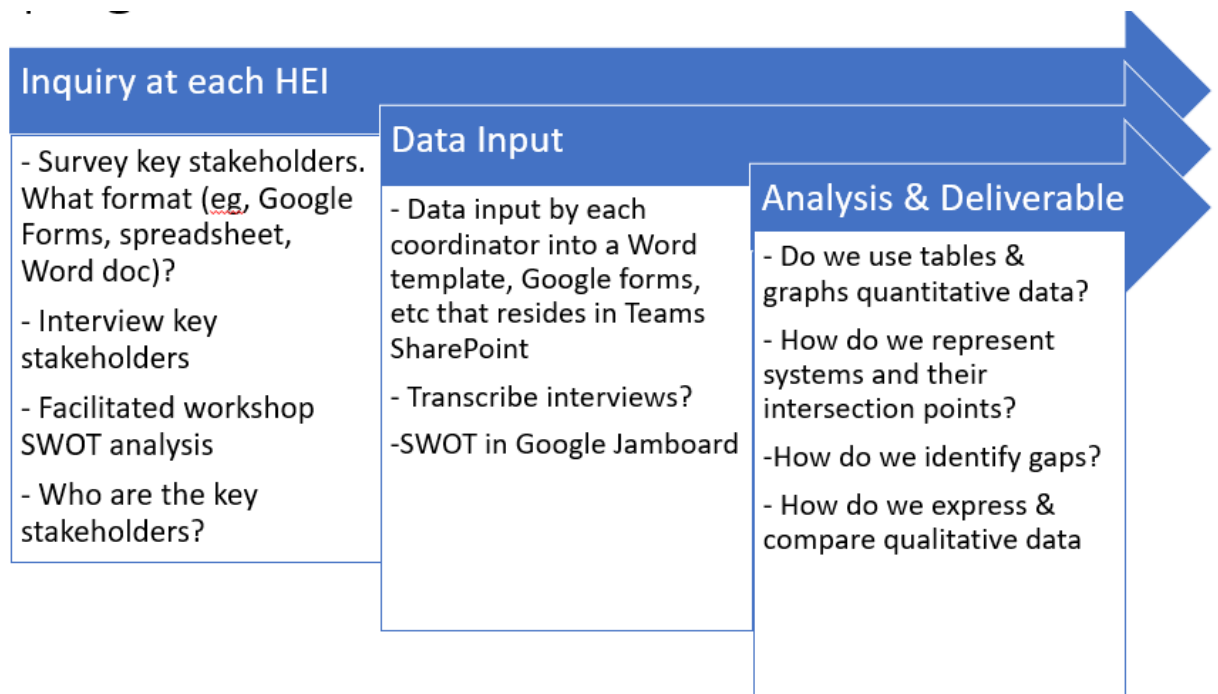 Inquiry at each HEI
- Survey key stakeholders.
What format (eg, Google
Forms, spreadsheet,
Word doc)?
- Interview key
stakeholders
- Facilitated workshop
SWOT analysis
- Who are the key
stakeholders?
Data Input
- Data input by each
coordinator into a Word
template, Google forms,
etc that resides in Teams
SharePoint
- Transcribe interviews?
-SWOT in Google Jamboard
Analysis & Deliverable
- Do we use tables &
graphs quantitative data?
- How do we represent
systems and their
intersection points?
-How do we identify gaps?
- How do we express &
compare qualitative data